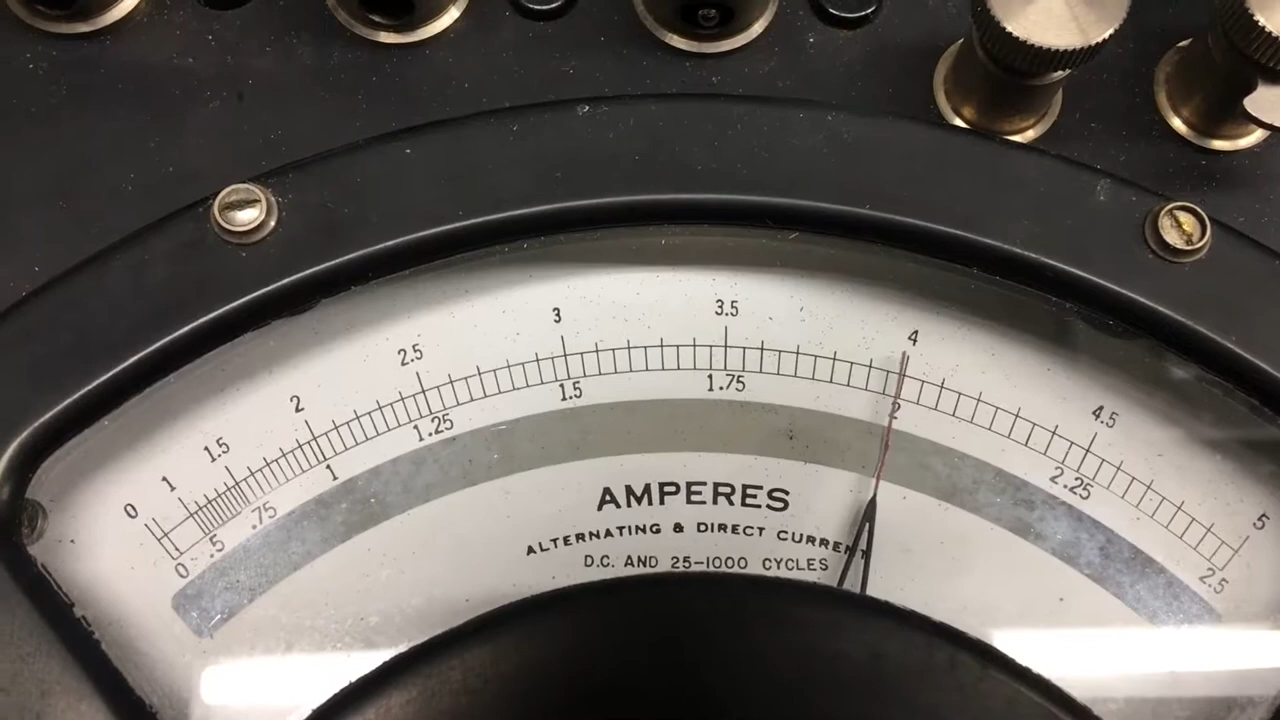 0 1 1.5 2 2.5 3 3.5 4 4.5 5
0 .5 .75 1 1.25 1.5 1.75 2 2.25 2.5
AMPERES
ALTERNATING & DIRECT CURRENT
D.C. AND 25-1000 CYCLES